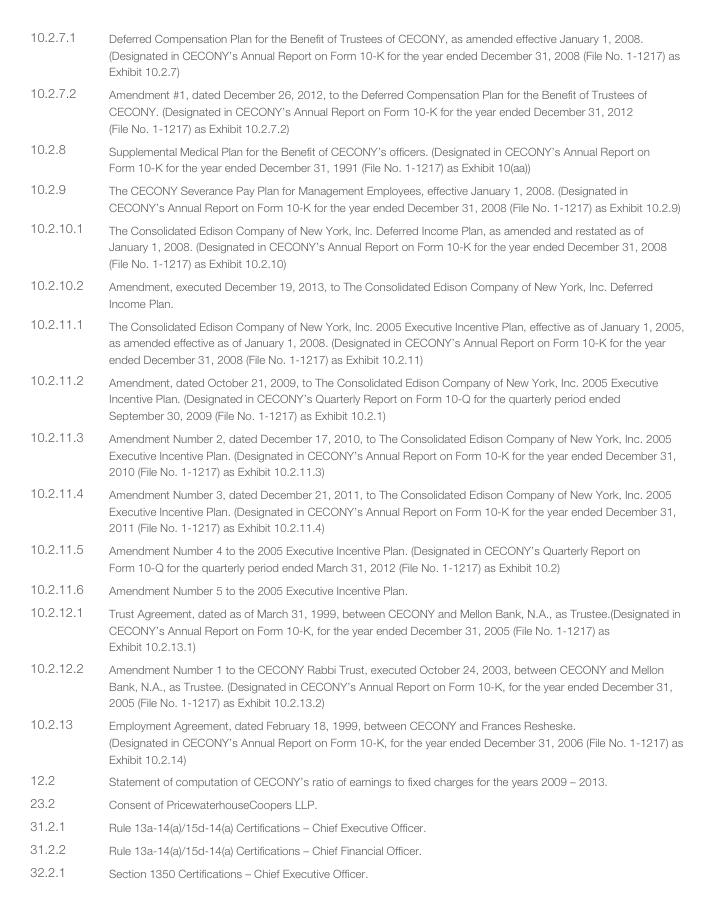 10.2.7.1 Deferred Compensation Plan for the Benefit of Trustees of CECONY, as amended effective January 1, 2008.
(Designated in CECONY's Annual Report on Form 10-K for the year ended December 31, 2008 (File No. 1-1217) as
Exhibit 10.2.7)
10.2.7.2 Amendment #1, dated December 26, 2012, to the Deferred Compensation Plan for the Benefit of Trustees of
CECONY. (Designated in CECONY's Annual Report on Form 10-K for the year ended December 31, 2012
(File No. 1-1217) as Exhibit 10.2.7.2)
10.2.8 Supplemental Medical Plan for the Benefit of CECONY's officers. (Designated in CECONY's Annual Report on
Form 10-K for the year ended December 31, 1991 (File No. 1-1217) as Exhibit 10(aa))
10.2.9 The CECONY Severance Pay Plan for Management Employees, effective January 1, 2008. (Designated in
CECONY's Annual Report on Form 10-K for the year ended December 31, 2008 (File No. 1-1217) as Exhibit 10.2.9)
10.2.10.1 The Consolidated Edison Company of New York, Inc. Deferred Income Plan, as amended and restated as of
January 1, 2008. (Designated in CECONY's Annual Report on Form 10-K for the year ended December 31, 2008
(File No. 1-1217) as Exhibit 10.2.10)
10.2.10.2 Amendment, executed December 19, 2013, to The Consolidated Edison Company of New York, Inc. Deferred
Income Plan.
10.2.11.1 The Consolidated Edison Company of New York, Inc. 2005 Executive Incentive Plan, effective as of January 1, 2005,
as amended effective as of January 1, 2008. (Designated in CECONY's Annual Report on Form 10-K for the year
ended December 31, 2008 (File No. 1-1217) as Exhibit 10.2.11)
10.2.11.2 Amendment, dated October 21, 2009, to The Consolidated Edison Company of New York, Inc. 2005 Executive
Incentive Plan. (Designated in CECONY's Quarterly Report on Form 10-Q for the quarterly period ended
September 30, 2009 (File No. 1-1217) as Exhibit 10.2.1)
10.2.11.3 Amendment Number 2, dated December 17, 2010, to The Consolidated Edison Company of New York, Inc. 2005
Executive Incentive Plan. (Designated in CECONY's Annual Report on Form 10-K for the year ended December 31,
2010 (File No. 1-1217) as Exhibit 10.2.11.3)
10.2.11.4 Amendment Number 3, dated December 21, 2011, to The Consolidated Edison Company of New York, Inc. 2005
Executive Incentive Plan. (Designated in CECONY's Annual Report on Form 10-K for the year ended December 31,
2011 (File No. 1-1217) as Exhibit 10.2.11.4)
10.2.11.5 Amendment Number 4 to the 2005 Executive Incentive Plan. (Designated in CECONY's Quarterly Report on
Form 10-Q for the quarterly period ended March 31, 2012 (File No. 1-1217) as Exhibit 10.2)
10.2.11.6 Amendment Number 5 to the 2005 Executive Incentive Plan.
10.2.12.1 Trust Agreement, dated as of March 31, 1999, between CECONY and Mellon Bank, N.A., as Trustee.(Designated in
CECONY's Annual Report on Form 10-K, for the year ended December 31, 2005 (File No. 1-1217) as
Exhibit 10.2.13.1)
10.2.12.2 Amendment Number 1 to the CECONY Rabbi Trust, executed October 24, 2003, between CECONY and Mellon
Bank, N.A., as Trustee. (Designated in CECONY's Annual Report on Form 10-K, for the year ended December 31,
2005 (File No. 1-1217) as Exhibit 10.2.13.2)
10.2.13 Employment Agreement, dated February 18, 1999, between CECONY and Frances Resheske.
(Designated in CECONY's Annual Report on Form 10-K, for the year ended December 31, 2006 (File No. 1-1217) as
Exhibit 10.2.14)
12.2 Statement of computation of CECONY's ratio of earnings to fixed charges for the years 2009 – 2013.
23.2 Consent of PricewaterhouseCoopers LLP.
31.2.1 Rule 13a-14(a)/15d-14(a) Certifications – Chief Executive Officer.
31.2.2 Rule 13a-14(a)/15d-14(a) Certifications – Chief Financial Officer.
32.2.1 Section 1350 Certifications – Chief Executive Officer.